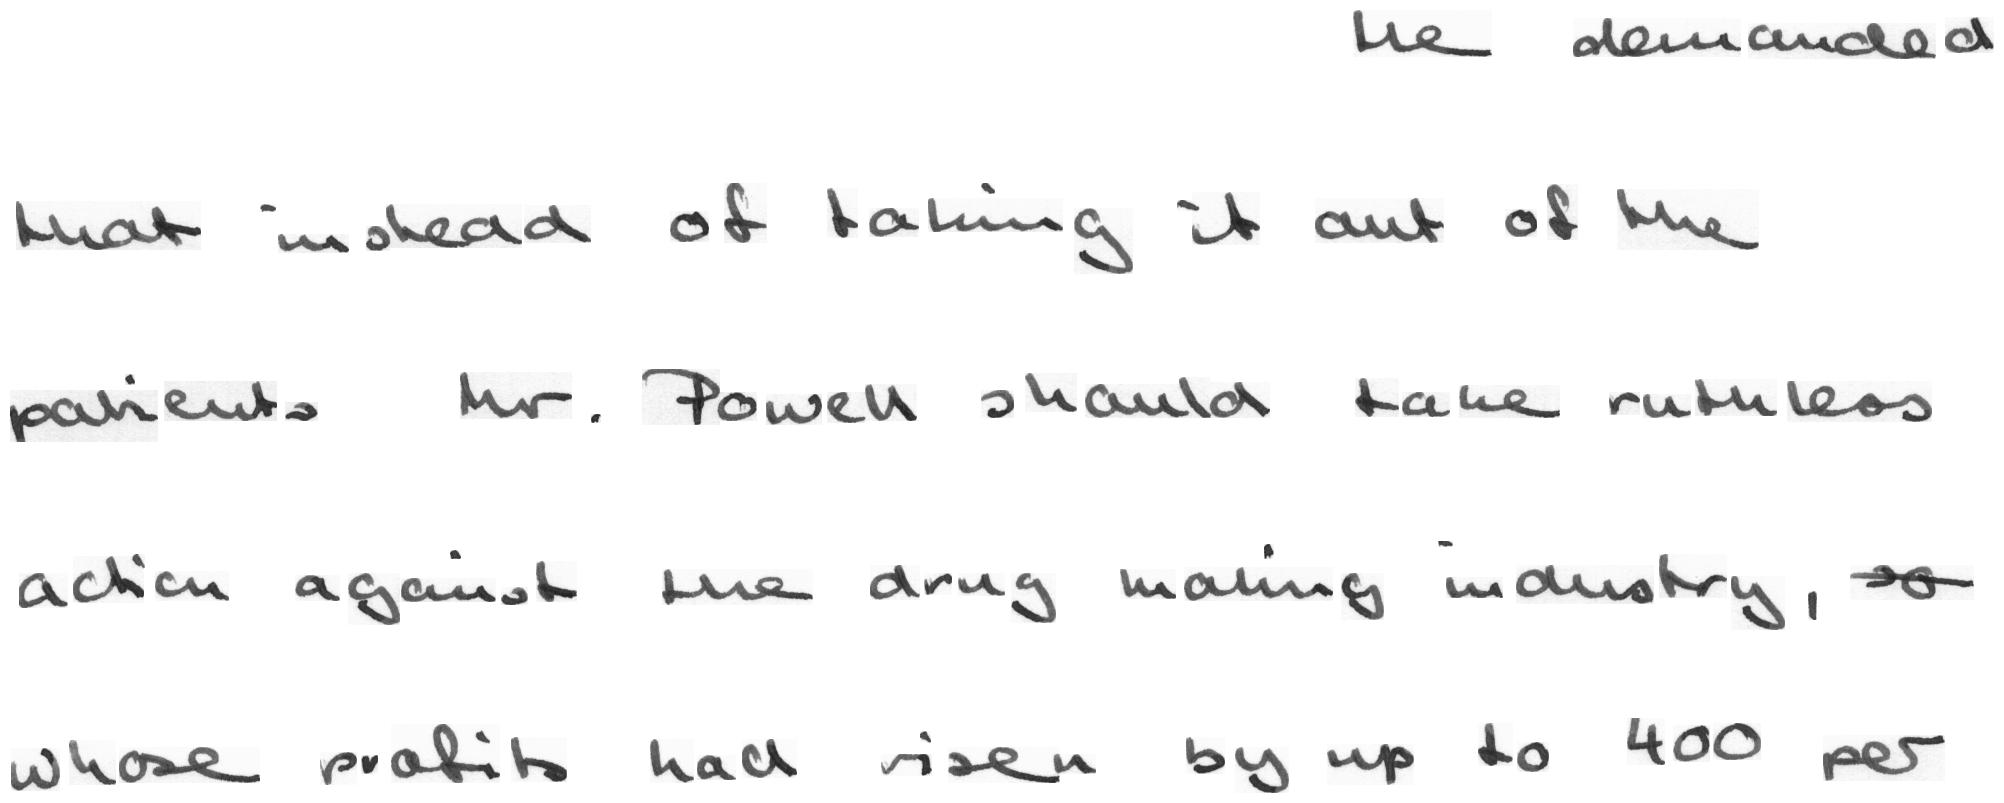 He demanded
that instead of taking it out of the
patients Mr. Powell should take ruthless
action against the drug making industry,
whose profits had risen by up to 400 per